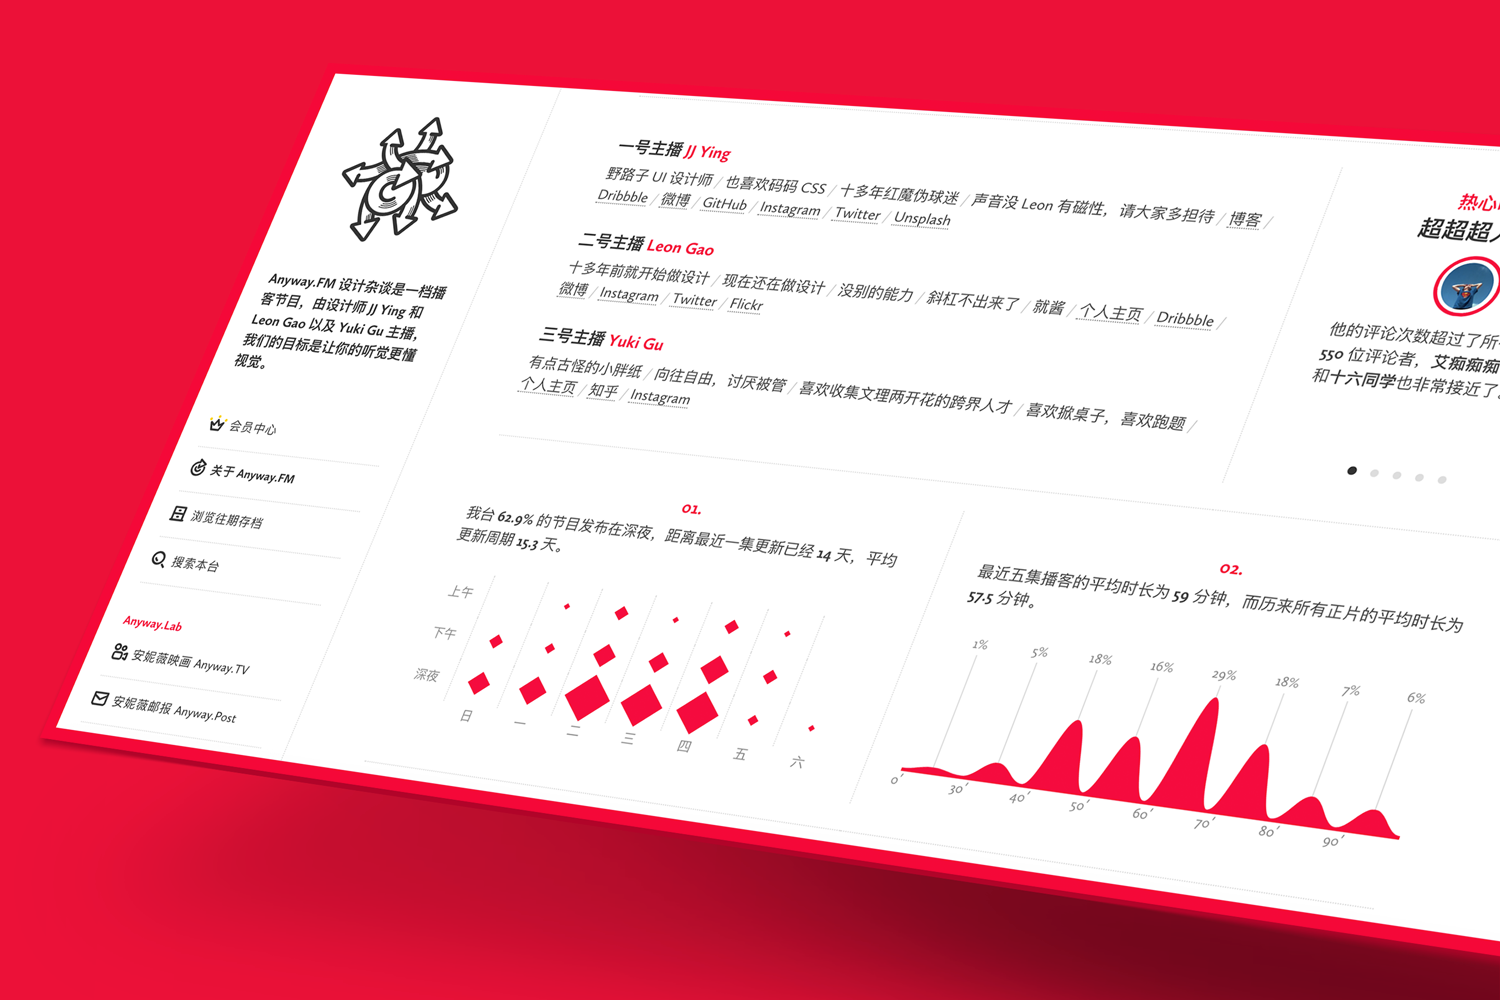 Anyway.FM 设计杂谈是一档播
客节目，由设计师 JJ Ying 和
Leon Gao 以及 Yuki Gu 主播，
我们的目标是让你的听觉更懂
视觉。
会员中心
关于 Anyway.FM
浏览往期存档
搜索本台
Anyway.Lab
安妮薇映画 Anyway.TV
安妮薇邮报 Anyway.Post
一号主播 JJ Ying
野路子 UI 设计师 / 也喜欢码码 CSS / 十多年红魔伪球迷 / 声音没 Leon 有磁性，请大家多担待 / 博客 /
Dribbble / 微博 / GitHub / Instagram / Twitter / Unsplash
二号主播 Leon Gao
十多年前就开始做设计 / 现在还在做设计 / 没别的能力 / 斜杠不出来了 / 就酱 / 个人主页 / Dribbble /
微博 / Instagram / Twitter / Flickr
三号主播 Yuki Gu
有点古怪的小胖纸 / 向往自由，讨厌被管 / 喜欢收集文理两开花的跨界人才 / 喜欢掀桌子，喜欢跑题 /
个人主页 / 知乎 / Instagram
热心
超超超
他的评论次数超过了所
550 位评论者，艾痴痴痴
和十六同学也非常接近了。
01.
我台 62.9% 的节目发布在深夜，距离最近一集更新已经 14 天，平均
更新周期 15.3 天。
上午
下午
深夜
日 一 二 三 四 五 六
02.
最近五集播客的平均时长为 59 分钟，而历来所有正片的平均时长为
57.5 分钟。
1% 5% 18% 16% 29% 18% 7% 6%
0′ 30′ 40′ 50′ 60′ 70′ 80′ 90′